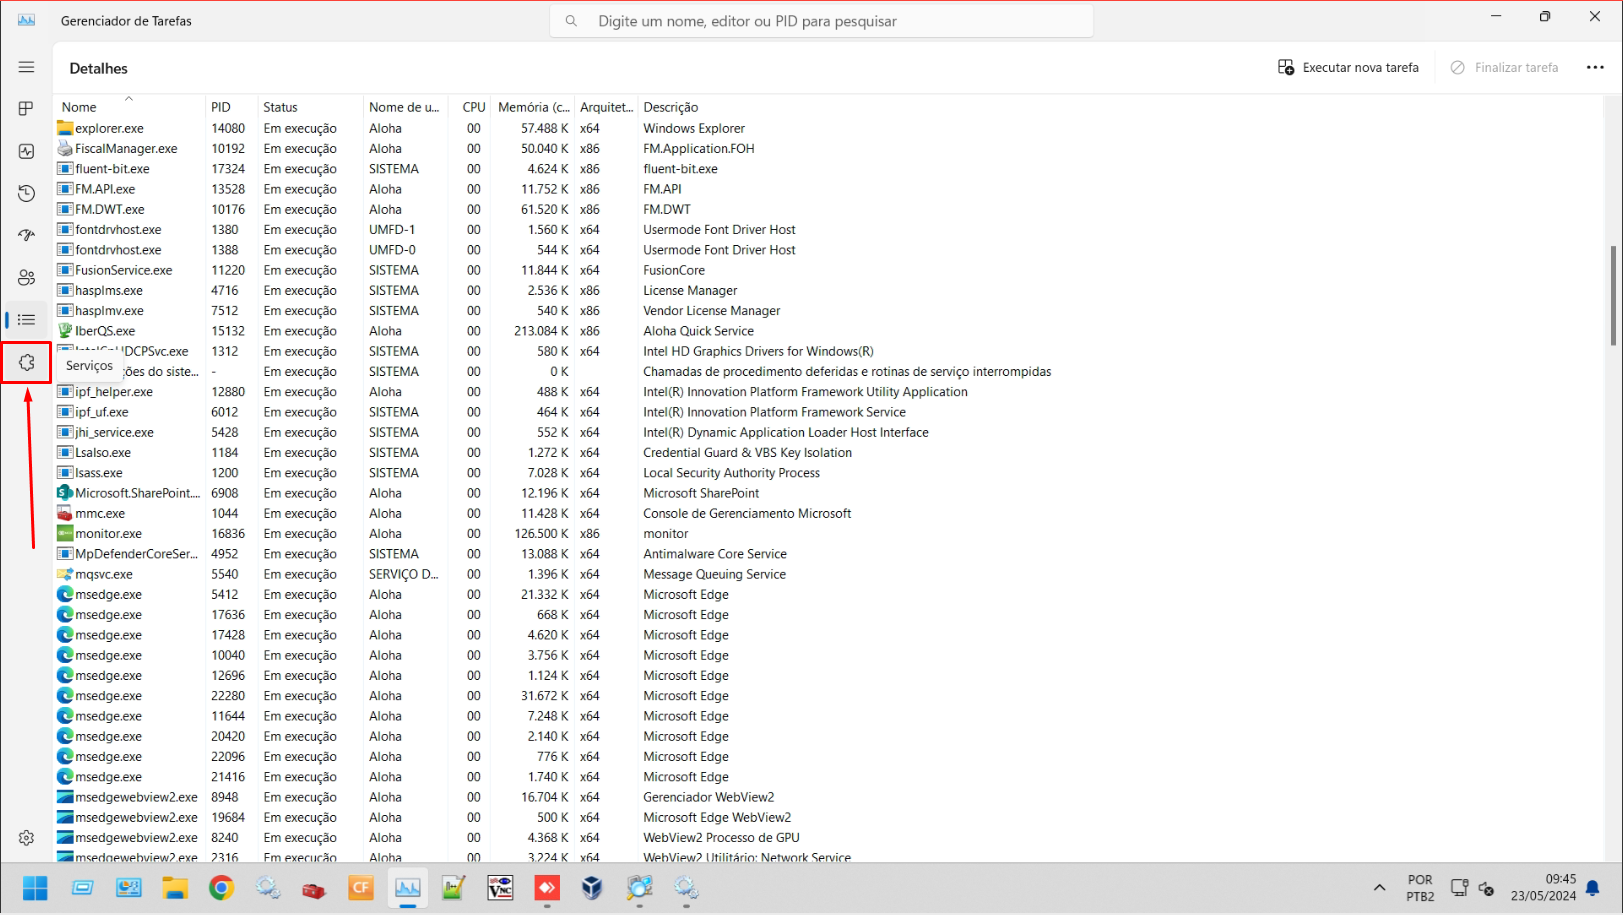 Gerenciador de Tarefas
Digite um nome, editor ou PID para pesquisar
Detalhes
Executar nova tarefa
Finalizar tarefa
Nome PID Status Nome de u... CPU Memória (c... Arquitet... Descrição
explorer.exe 14080 Em execução Aloha 00 57.488 K x64 Windows Explorer
FiscalManager.exe 10192 Em execução Aloha 00 50.040 K x86 FM.Application.FOH
fluent-bit.exe 17324 Em execução SISTEMA 00 4.624 K x86 fluent-bit.exe
FM.API.exe 13528 Em execução Aloha 00 11.752 K x86 FM.API
FM.DWT.exe 10176 Em execução Aloha 00 61.520 K x86 FM.DWT
fontdrvhost.exe 1380 Em execução UMFD-1 00 1.560 K x64 Usermode Font Driver Host
fontdrvhost.exe 1388 Em execução UMFD-0 00 544 K x64 Usermode Font Driver Host
FusionService.exe 11220 Em execução SISTEMA 00 11.844 K x64 FusionCore
hasplms.exe 4716 Em execução SISTEMA 00 2.536 K x86 License Manager
hasplmv.exe 7512 Em execução SISTEMA 00 540 K x86 Vendor License Manager
IberQS.exe 15132 Em execução Aloha 00 213.084 K x86 Aloha Quick Service
DCPSvc.exe 1312 Em execução SISTEMA 00 580 K x64 Intel HD Graphics Drivers for Windows(R)
Serviços
ções do siste... - Em execução SISTEMA 00 0 K Chamadas de procedimento deferidas e rotinas de serviço interrompidas
ipf_helper.exe 12880 Em execução Aloha 00 488 K x64 Intel(R) Innovation Platform Framework Utility Application
ipf_uf.exe 6012 Em execução SISTEMA 00 464 K x64 Intel(R) Innovation Platform Framework Service
jhi_service.exe 5428 Em execução SISTEMA 00 552 K x64 Intel(R) Dynamic Application Loader Host Interface
LsaIso.exe 1184 Em execução SISTEMA 00 1.272 K x64 Credential Guard & VBS Key Isolation
lsass.exe 1200 Em execução SISTEMA 00 7.028 K x64 Local Security Authority Process
Microsoft.SharePoint.... 6908 Em execução Aloha 00 12.196 K x64 Microsoft SharePoint
mmc.exe 1044 Em execução Aloha 00 11.428 K x64 Console de Gerenciamento Microsoft
monitor.exe 16836 Em execução Aloha 00 126.500 K x86 monitor
MpDefenderCoreSer... 4952 Em execução SISTEMA 00 13.088 K x64 Antimalware Core Service
mqsvc.exe 5540 Em execução SERVIÇO D... 00 1.396 K x64 Message Queuing Service
msedge.exe 5412 Em execução Aloha 00 21.332 K x64 Microsoft Edge
msedge.exe 17636 Em execução Aloha 00 668 K x64 Microsoft Edge
msedge.exe 17428 Em execução Aloha 00 4.620 K x64 Microsoft Edge
msedge.exe 10040 Em execução Aloha 00 3.756 K x64 Microsoft Edge
msedge.exe 12696 Em execução Aloha 00 1.124 K x64 Microsoft Edge
msedge.exe 22280 Em execução Aloha 00 31.672 K x64 Microsoft Edge
msedge.exe 11644 Em execução Aloha 00 7.248 K x64 Microsoft Edge
msedge.exe 20420 Em execução Aloha 00 2.140 K x64 Microsoft Edge
msedge.exe 22096 Em execução Aloha 00 776 K x64 Microsoft Edge
msedge.exe 21416 Em execução Aloha 00 1.740 K x64 Microsoft Edge
msedgewebview2.exe 8948 Em execução Aloha 00 16.704 K x64 Gerenciador WebView2
msedgewebview2.exe 19684 Em execução Aloha 00 500 K x64 Microsoft Edge WebView2
msedgewebview2.exe 8240 Em execução Aloha 00 4.368 K x64 WebView2 Processo de GPU
msedgewebview2.exe 2316 Em execução Aloha 00 3.224 K x64 WebView2 Utilitário: Network Service
CF
VNC
POR
PTB2
09:45
23/05/2024